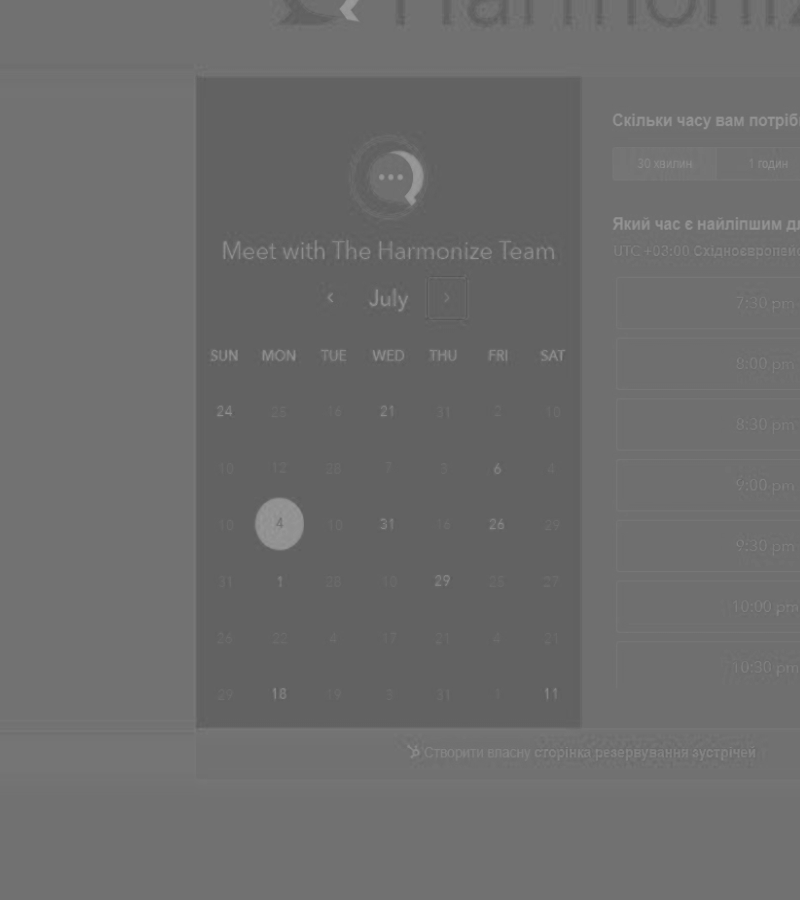 Harmoniz
Meet with The Harmonize Team
July
SUN MON TUE WED THU FRI SAT
24 25 16 21 31 2 10
10 12 28 7 6 4
10 4 10 31 16 26 29
31 1 28 10 29 25 27
26 22 4 17 21 4 21
29 18 19 31 11
Скільки часу вам потріб
30 хвилин 1 годин
Який час є найліпшим д
UTC +03:00 Східноєвропейс
7:30 pm
8:00 pm
8:30 pm
9:00 pm
9:30 pm
10:00 pm
10:30 pm
Створити власну сторінка резервування зустрічей